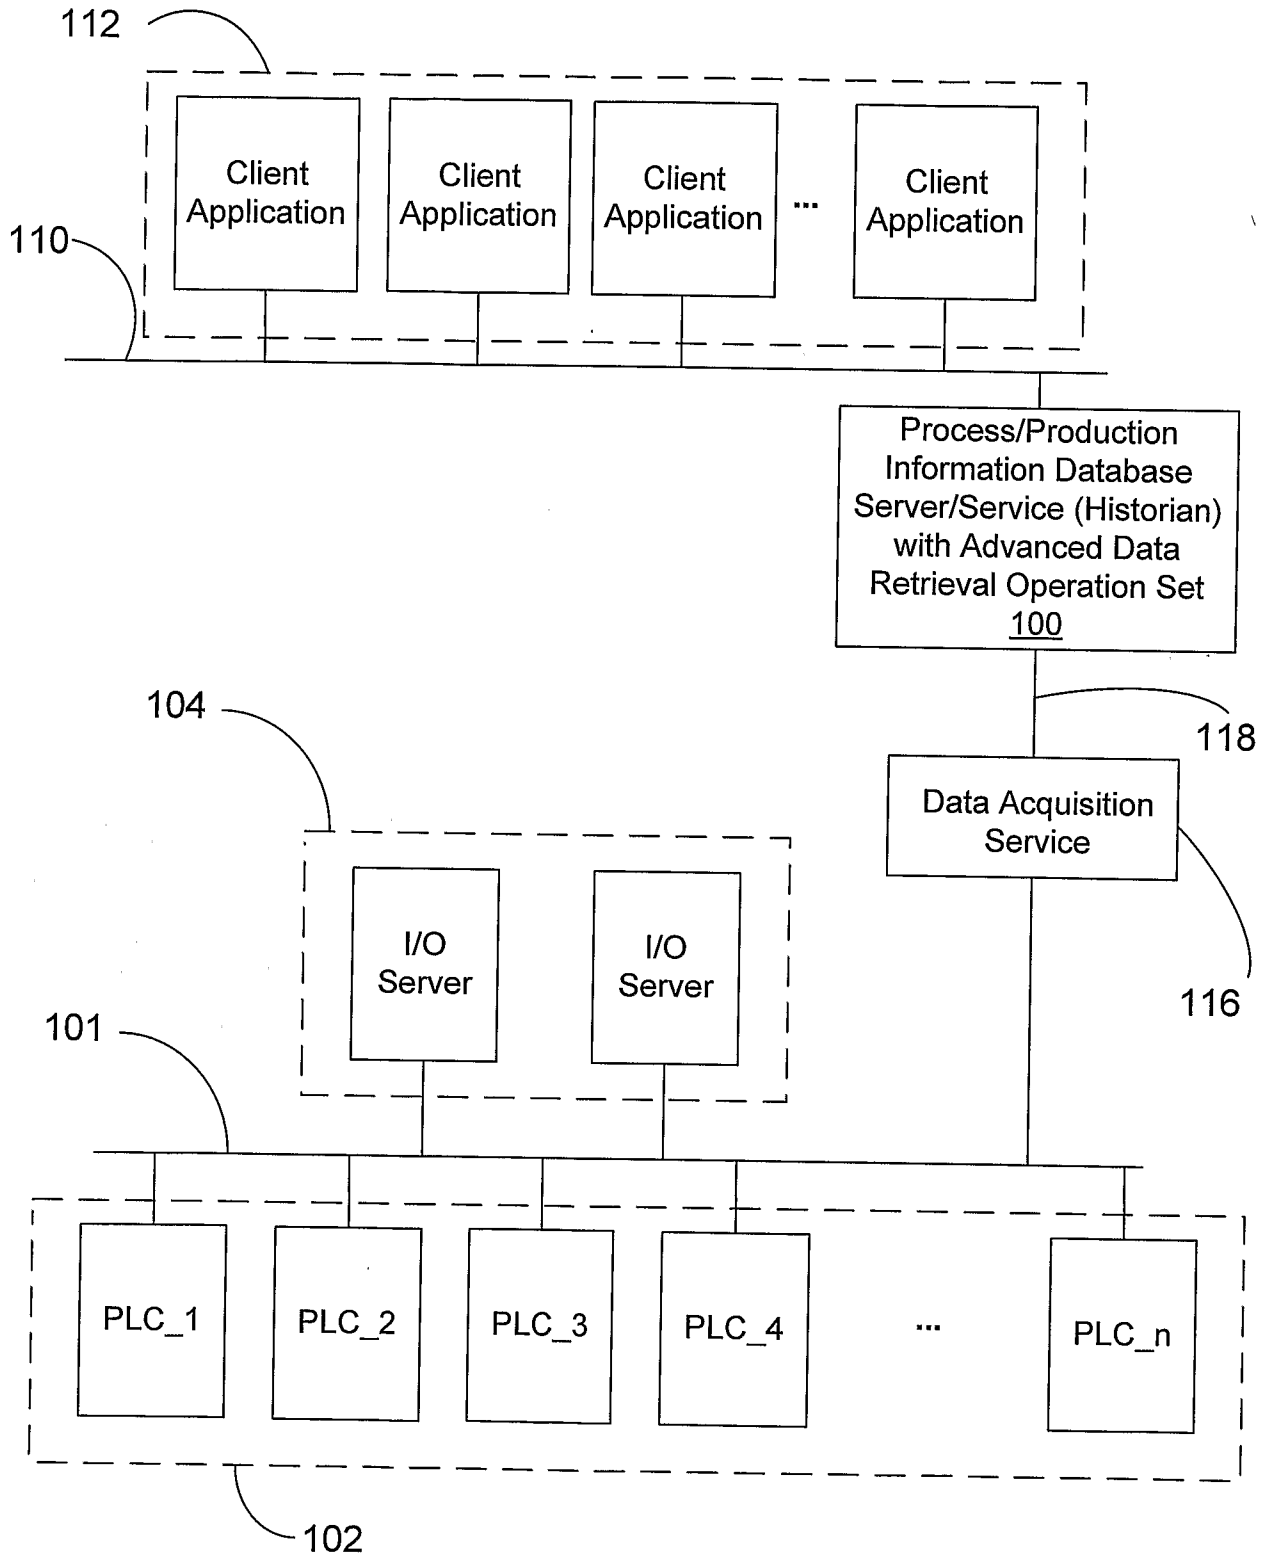 112
Client
Application
Client
Application
Client
Application
...
Client
Application
110
Process/Production
Information Database
Server/Service (Historian)
with Advanced Data
Retrieval Operation Set
100
104
118
Data Acquisition
Service
I/O
Server
I/O
Server
116
101
PLC_1
PLC_2
PLC_3
PLC_4
...
PLC_n
102